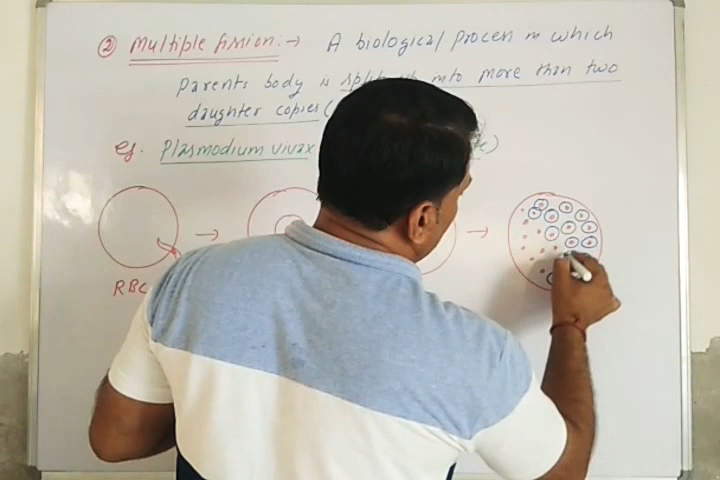 ② Multiple fission:→ A biological process in which
Parents body is split into more than two
daughter copies (
eg. Plasmodium vivax )
RBC